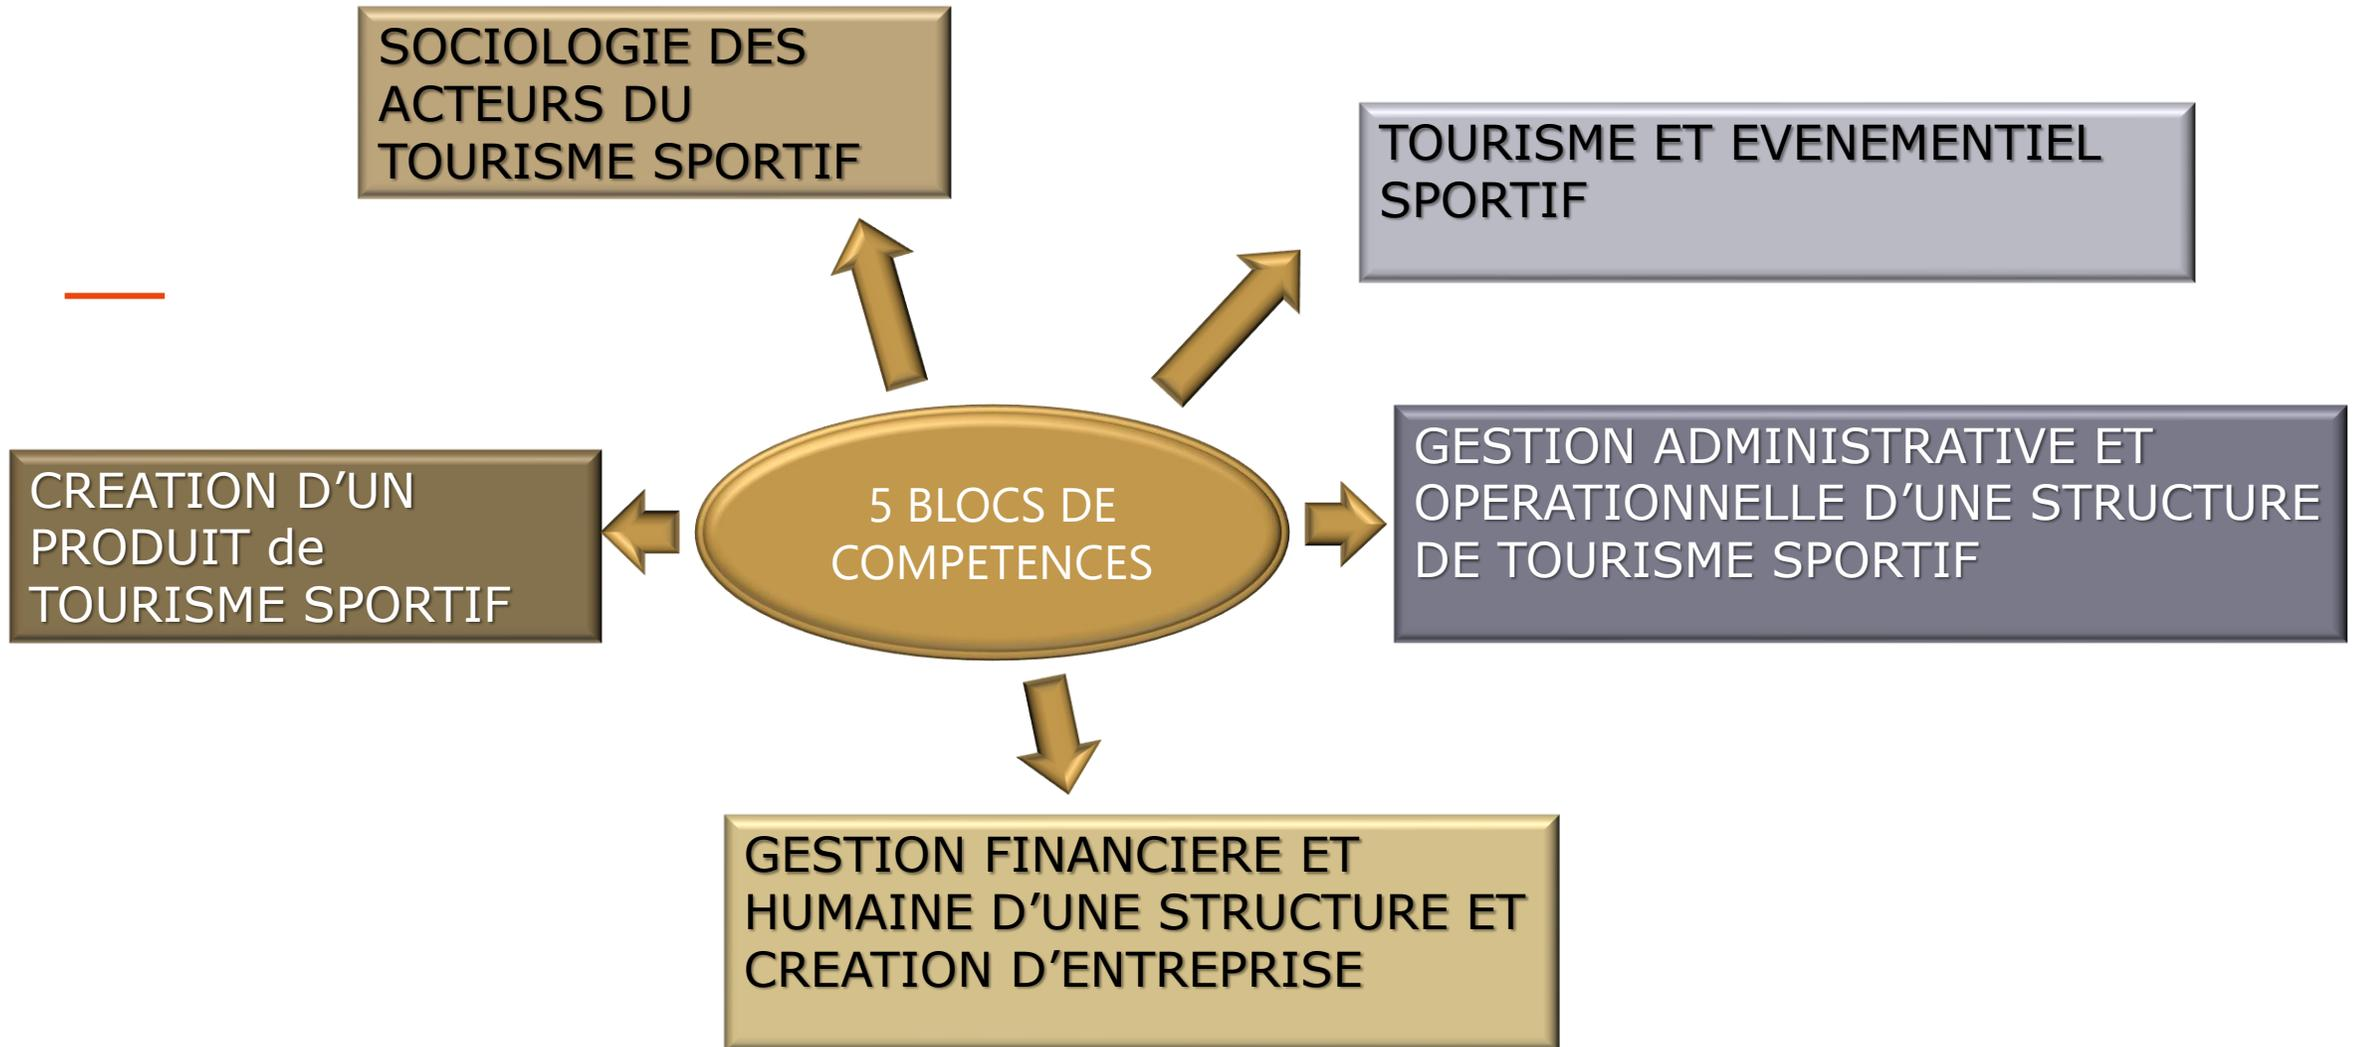 SOCIOLOGIE DES
ACTEURS DU
TOURISME SPORTIF
TOURISME ET EVENEMENTIEL
SPORTIF
CREATION D’UN
PRODUIT de
TOURISME SPORTIF
5 BLOCS DE
COMPETENCES
GESTION ADMINISTRATIVE ET
OPERATIONNELLE D’UNE STRUCTURE
DE TOURISME SPORTIF
GESTION FINANCIERE ET
HUMAINE D’UNE STRUCTURE ET
CREATION D’ENTREPRISE